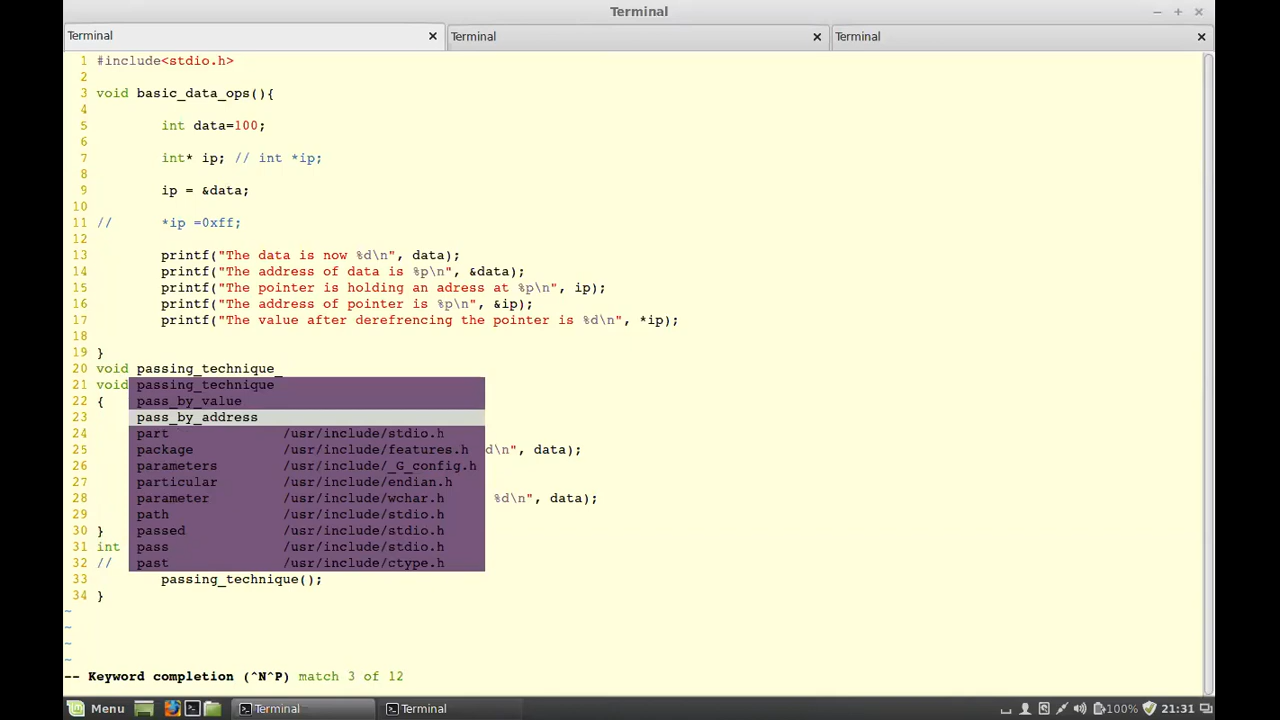 Terminal
Terminal
Terminal
Terminal
1 #include<stdio.h>
2
3 void basic_data_ops(){
4
5 int data=100;
6
7 int* ip; // int *ip;
8
9 ip = &data;
10
11 // *ip =0xff;
12
13 printf("The data is now %d\n", data);
14 printf("The address of data is %p\n", &data);
15 printf("The pointer is holding an adress at %p\n", ip);
16 printf("The address of pointer is %p\n", &ip);
17 printf("The value after derefrencing the pointer is %d\n", *ip);
18
19 }
20 void passing_technique_
21 void passing_technique
22 { pass_by_value
23 pass_by_address
24 part /usr/include/stdio.h
25 package /usr/include/features.h d\n", data);
26 parameters /usr/include/_G_config.h
27 particular /usr/include/endian.h
28 parameter /usr/include/wchar.h %d\n", data);
29 path /usr/include/stdio.h
30 } passed /usr/include/stdio.h
31 int pass /usr/include/stdio.h
32 // past /usr/include/ctype.h
33 passing_technique();
34 }
~
~
~
~
-- Keyword completion (^N^P) match 3 of 12
Menu Terminal Terminal 100% 21:31